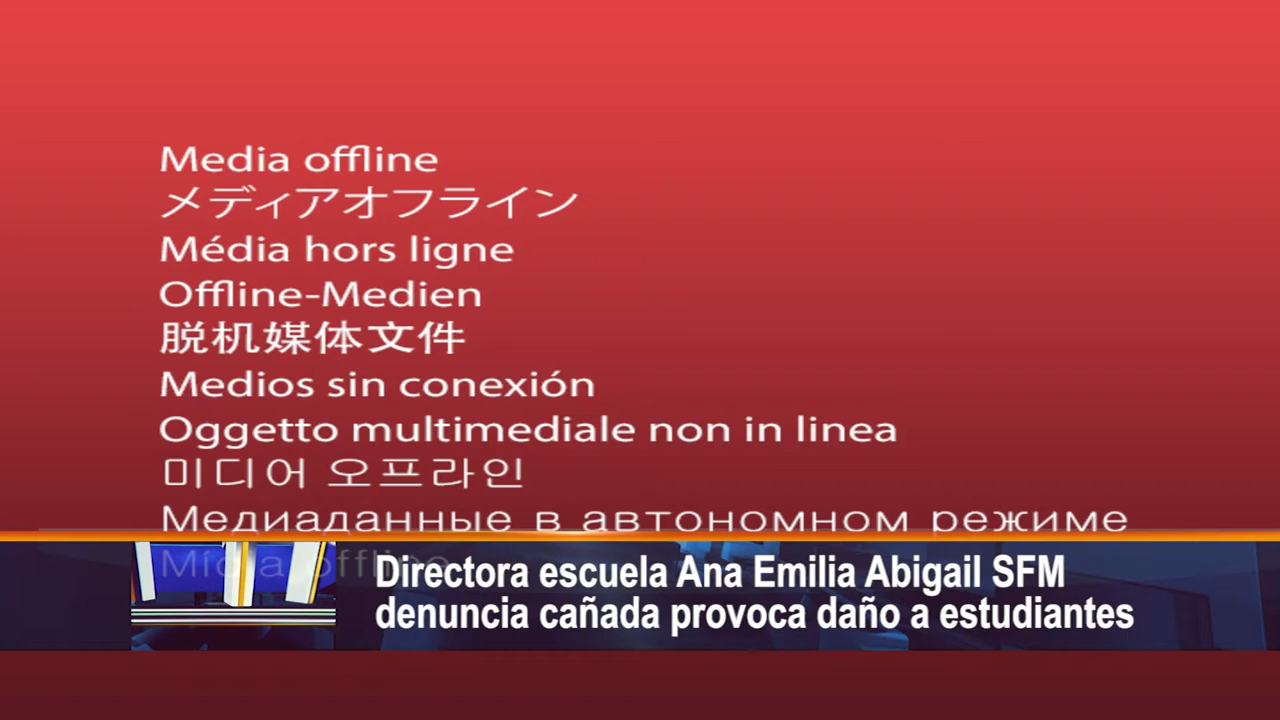 Media offline
メディアオフライン
Média hors ligne
Offline-Medien
脱机媒体文件
Medios sin conexión
Oggetto multimediale non in linea
미디어 오프라인
Медиаданные в автономном режиме
Mídia offline
Directora escuela Ana Emilia Abigail SFM
denuncia cañada provoca daño a estudiantes